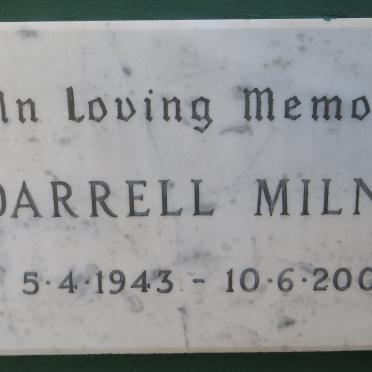 In Loving Memo
DARRELL MILN
5·4·1943 - 10·6·200